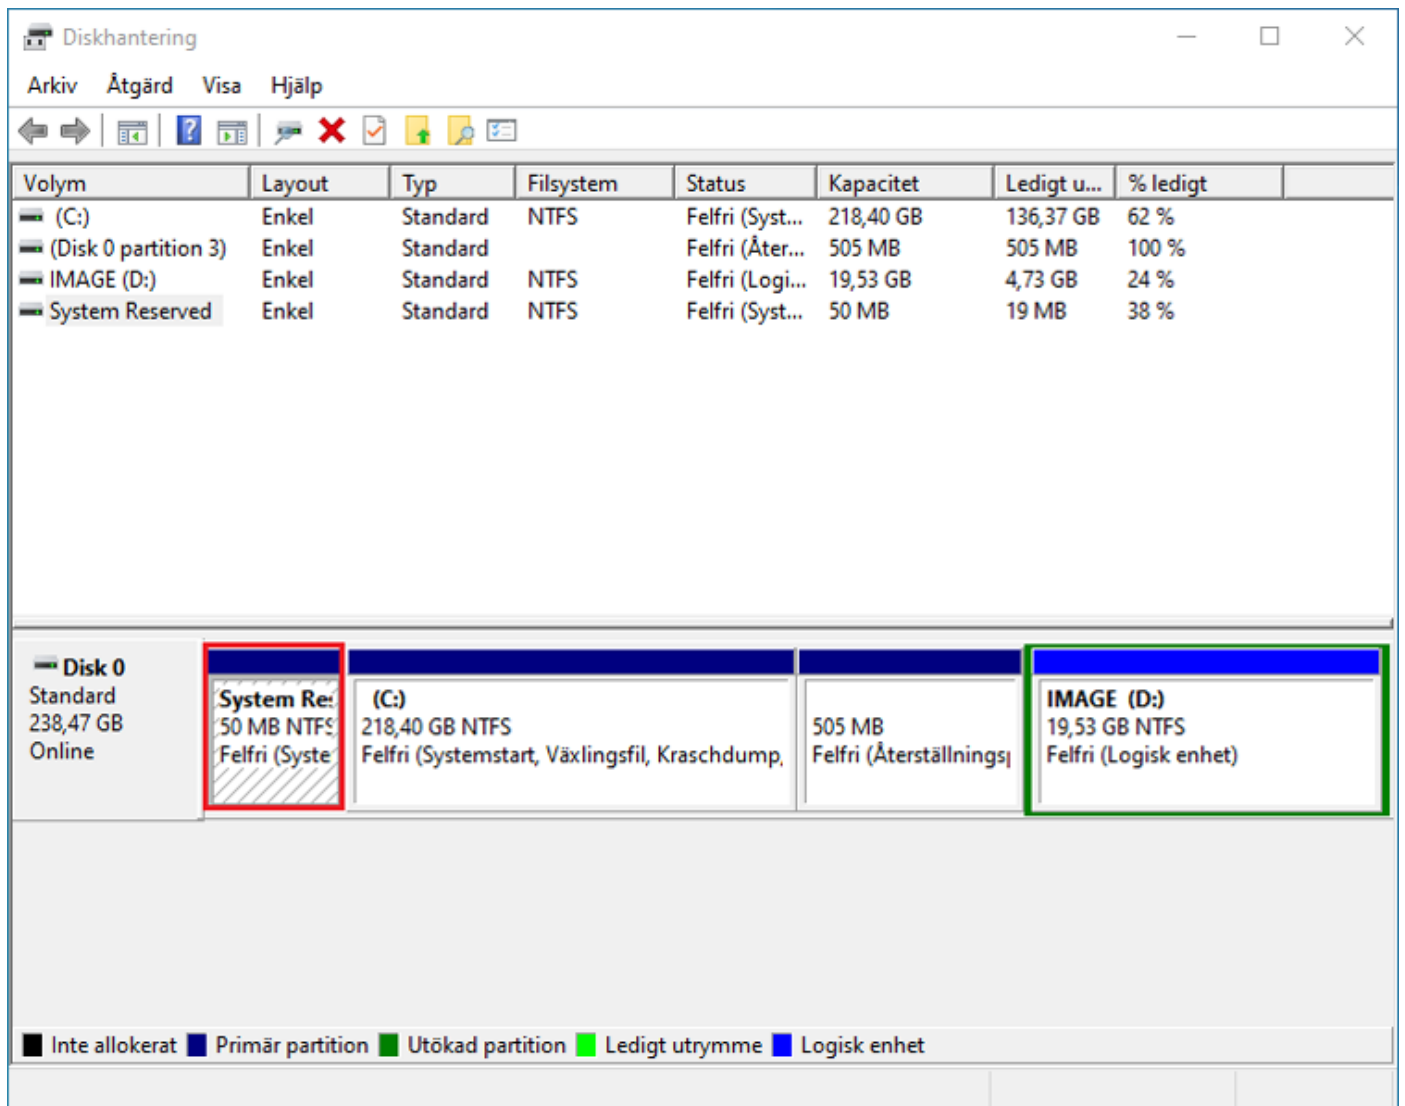 Diskhantering
Arkiv Åtgärd Visa Hjälp
Volym Layout Typ Filsystem Status Kapacitet Ledigt u... % ledigt
(C:) Enkel Standard NTFS Felfri (Syst... 218,40 GB 136,37 GB 62 %
(Disk 0 partition 3) Enkel Standard Felfri (Åter... 505 MB 505 MB 100 %
IMAGE (D:) Enkel Standard NTFS Felfri (Logi... 19,53 GB 4,73 GB 24 %
System Reserved Enkel Standard NTFS Felfri (Syst... 50 MB 19 MB 38 %
Disk 0
Standard
238,47 GB
Online
System Res
50 MB NTFS
Felfri (Syste
(C:)
218,40 GB NTFS
Felfri (Systemstart, Växlingsfil, Kraschdump,
505 MB
Felfri (Återställningsp
IMAGE (D:)
19,53 GB NTFS
Felfri (Logisk enhet)
Inte allokerat Primär partition Utökad partition Ledigt utrymme Logisk enhet